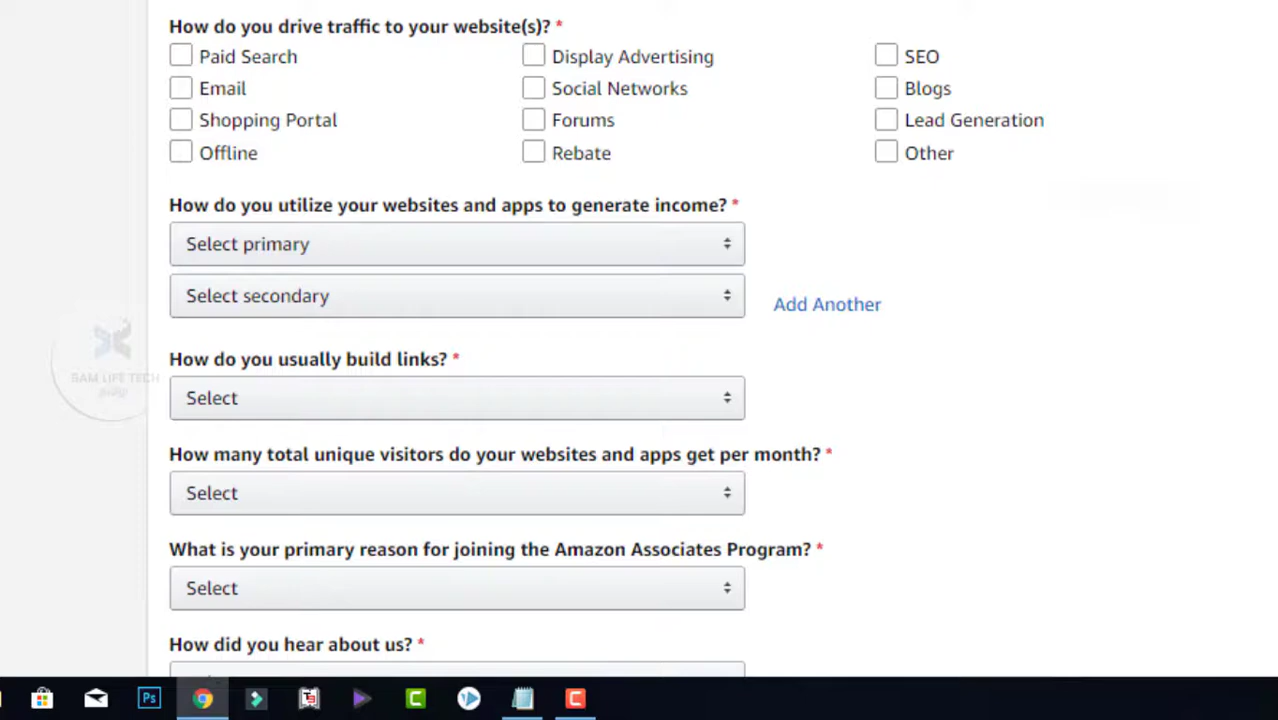 How do you drive traffic to your website(s)? *
Paid Search Display Advertising SEO
Email Social Networks Blogs
Shopping Portal Forums Lead Generation
Offline Rebate Other
How do you utilize your websites and apps to generate income? *
Select primary
Select secondary
Add Another
How do you usually build links? *
SAM LIFE TECH
Select
How many total unique visitors do your websites and apps get per month? *
Select
What is your primary reason for joining the Amazon Associates Program? *
Select
How did you hear about us? *
Ps